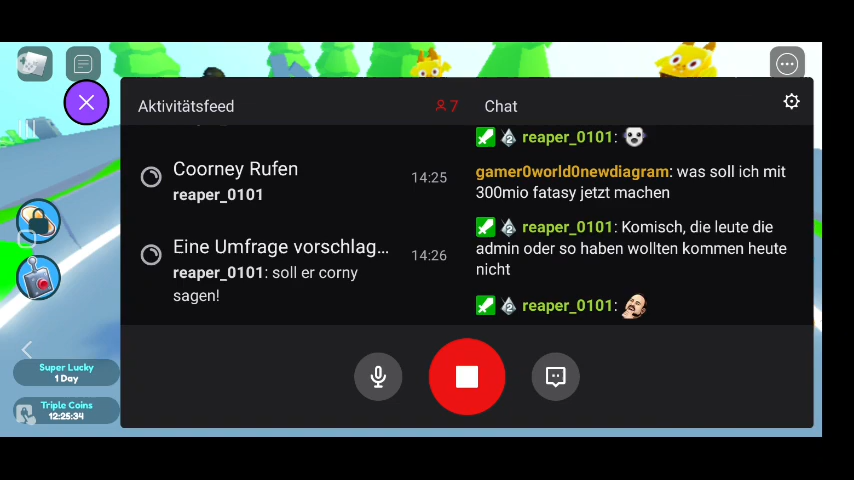 Aktivitätsfeed
7
Chat
reaper_0101:
Coorney Rufen
14:25
reaper_0101
gamer0world0newdiagram: was soll ich mit
300mio fatasy jetzt machen
Eine Umfrage vorschlag...
14:26
reaper_0101: soll er corny
sagen!
reaper_0101: Komisch, die leute die
admin oder so haben wollten kommen heute
nicht
reaper_0101:
Super Lucky
1 Day
Triple Coins
12:25:34